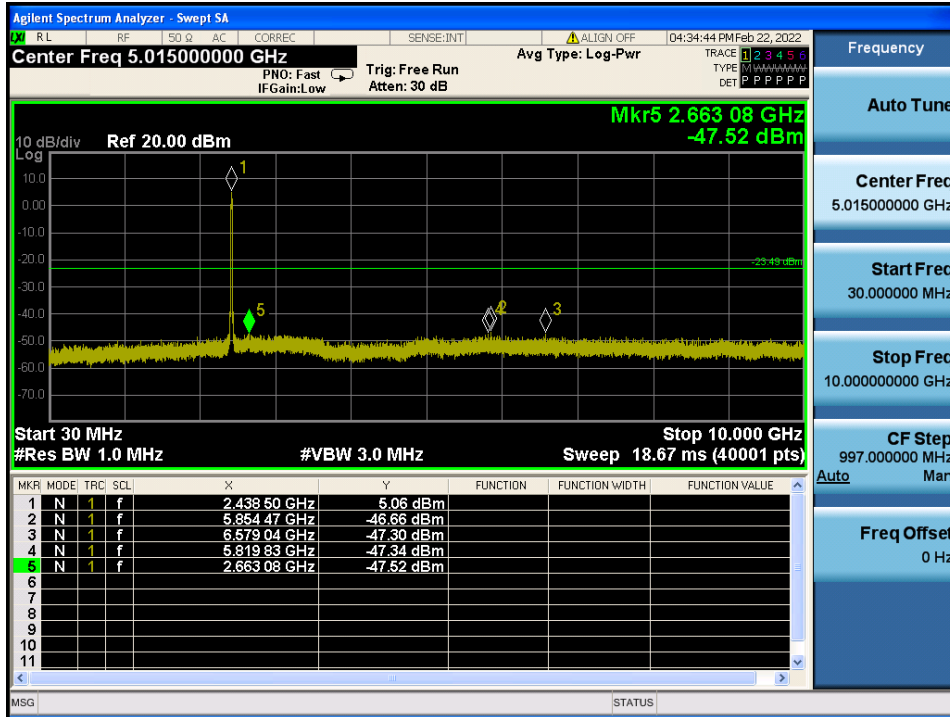 Agilent Spectrum Analyzer - Swept SA
LXI RL RF 50 Ω AC CORREC SENSE:INT ALIGN OFF 04:34:44 PM Feb 22, 2022
Center Freq 5.015000000 GHz
PNO: Fast
IFGain:Low
Trig: Free Run
Atten: 30 dB
Avg Type: Log-Pwr
TRACE 1 2 3 4 5 6
TYPE M WWWWW
DET P P P P P P
Mkr5 2.663 08 GHz
-47.52 dBm
10 dB/div Ref 20.00 dBm
Log
10.0
0.00
-10.0
-20.0
-30.0
-40.0
-50.0
-60.0
-70.0
1
5
4 2
3
-23.49 dBm
Start 30 MHz Stop 10.000 GHz
#Res BW 1.0 MHz #VBW 3.0 MHz Sweep 18.67 ms (40001 pts)
MKR MODE TRC SCL X Y FUNCTION FUNCTION WIDTH FUNCTION VALUE
1 N 1 f 2.438 50 GHz 5.06 dBm
2 N 1 f 5.854 47 GHz -46.66 dBm
3 N 1 f 6.579 04 GHz -47.30 dBm
4 N 1 f 5.819 83 GHz -47.34 dBm
5 N 1 f 2.663 08 GHz -47.52 dBm
6
7
8
9
10
11
MSG STATUS
Frequency
Auto Tune
Center Freq
5.015000000 GHz
Start Freq
30.000000 MHz
Stop Freq
10.000000000 GHz
CF Step
997.000000 MHz
Auto Man
Freq Offset
0 Hz